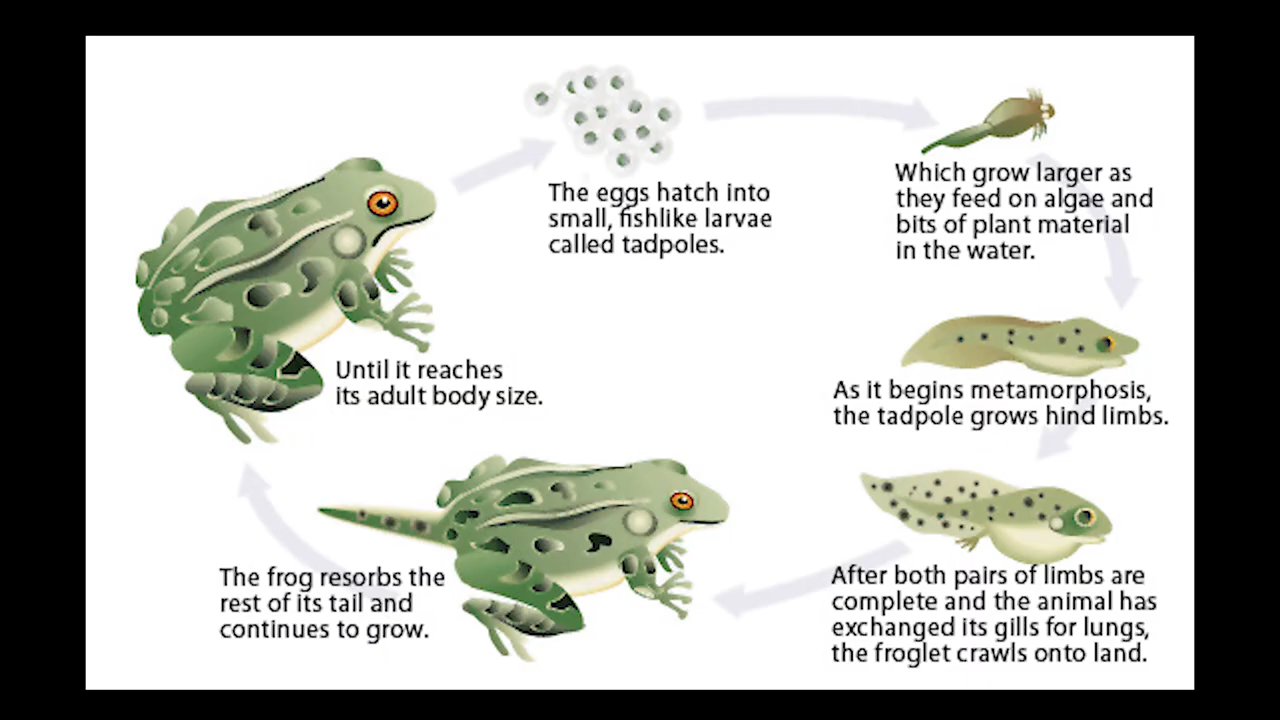 The eggs hatch into
small, fishlike larvae
called tadpoles.
Which grow larger as
they feed on algae and
bits of plant material
in the water.
As it begins metamorphosis,
the tadpole grows hind limbs.
After both pairs of limbs are
complete and the animal has
exchanged its gills for lungs,
the froglet crawls onto land.
The frog resorbs the
rest of its tail and
continues to grow.
Until it reaches
its adult body size.